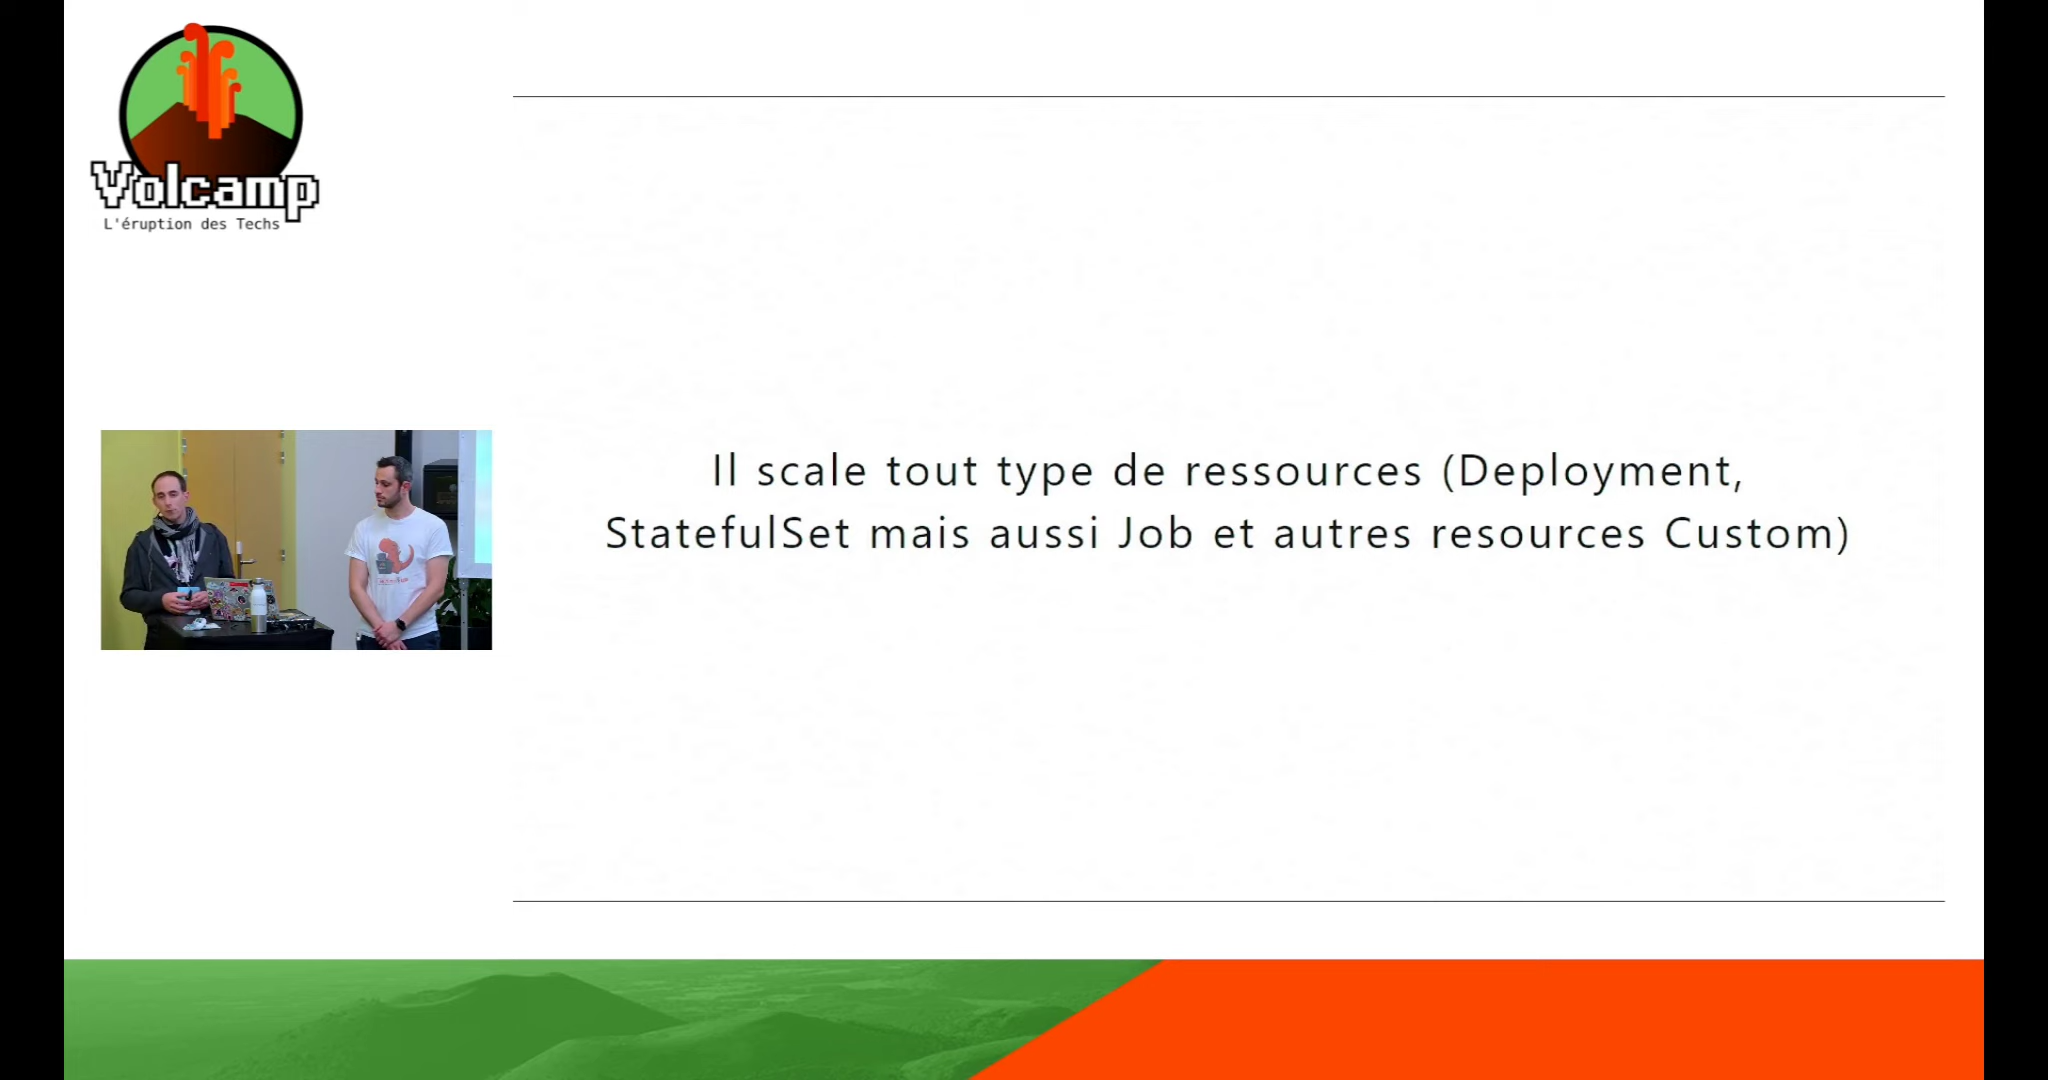 Volcamp
L'éruption des Techs
Il scale tout type de ressources (Deployment,
StatefulSet mais aussi Job et autres resources Custom)